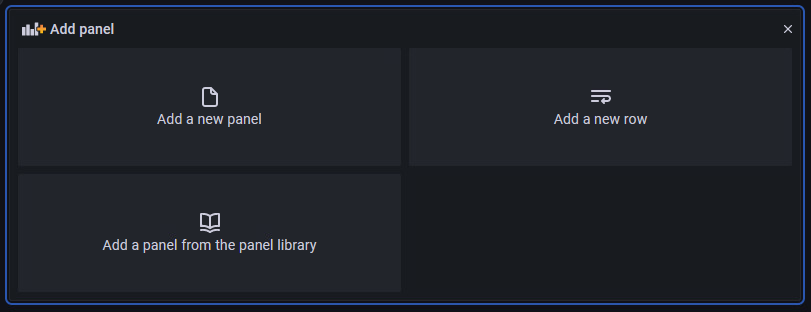 Add panel
Add a new panel
Add a new row
Add a panel from the panel library